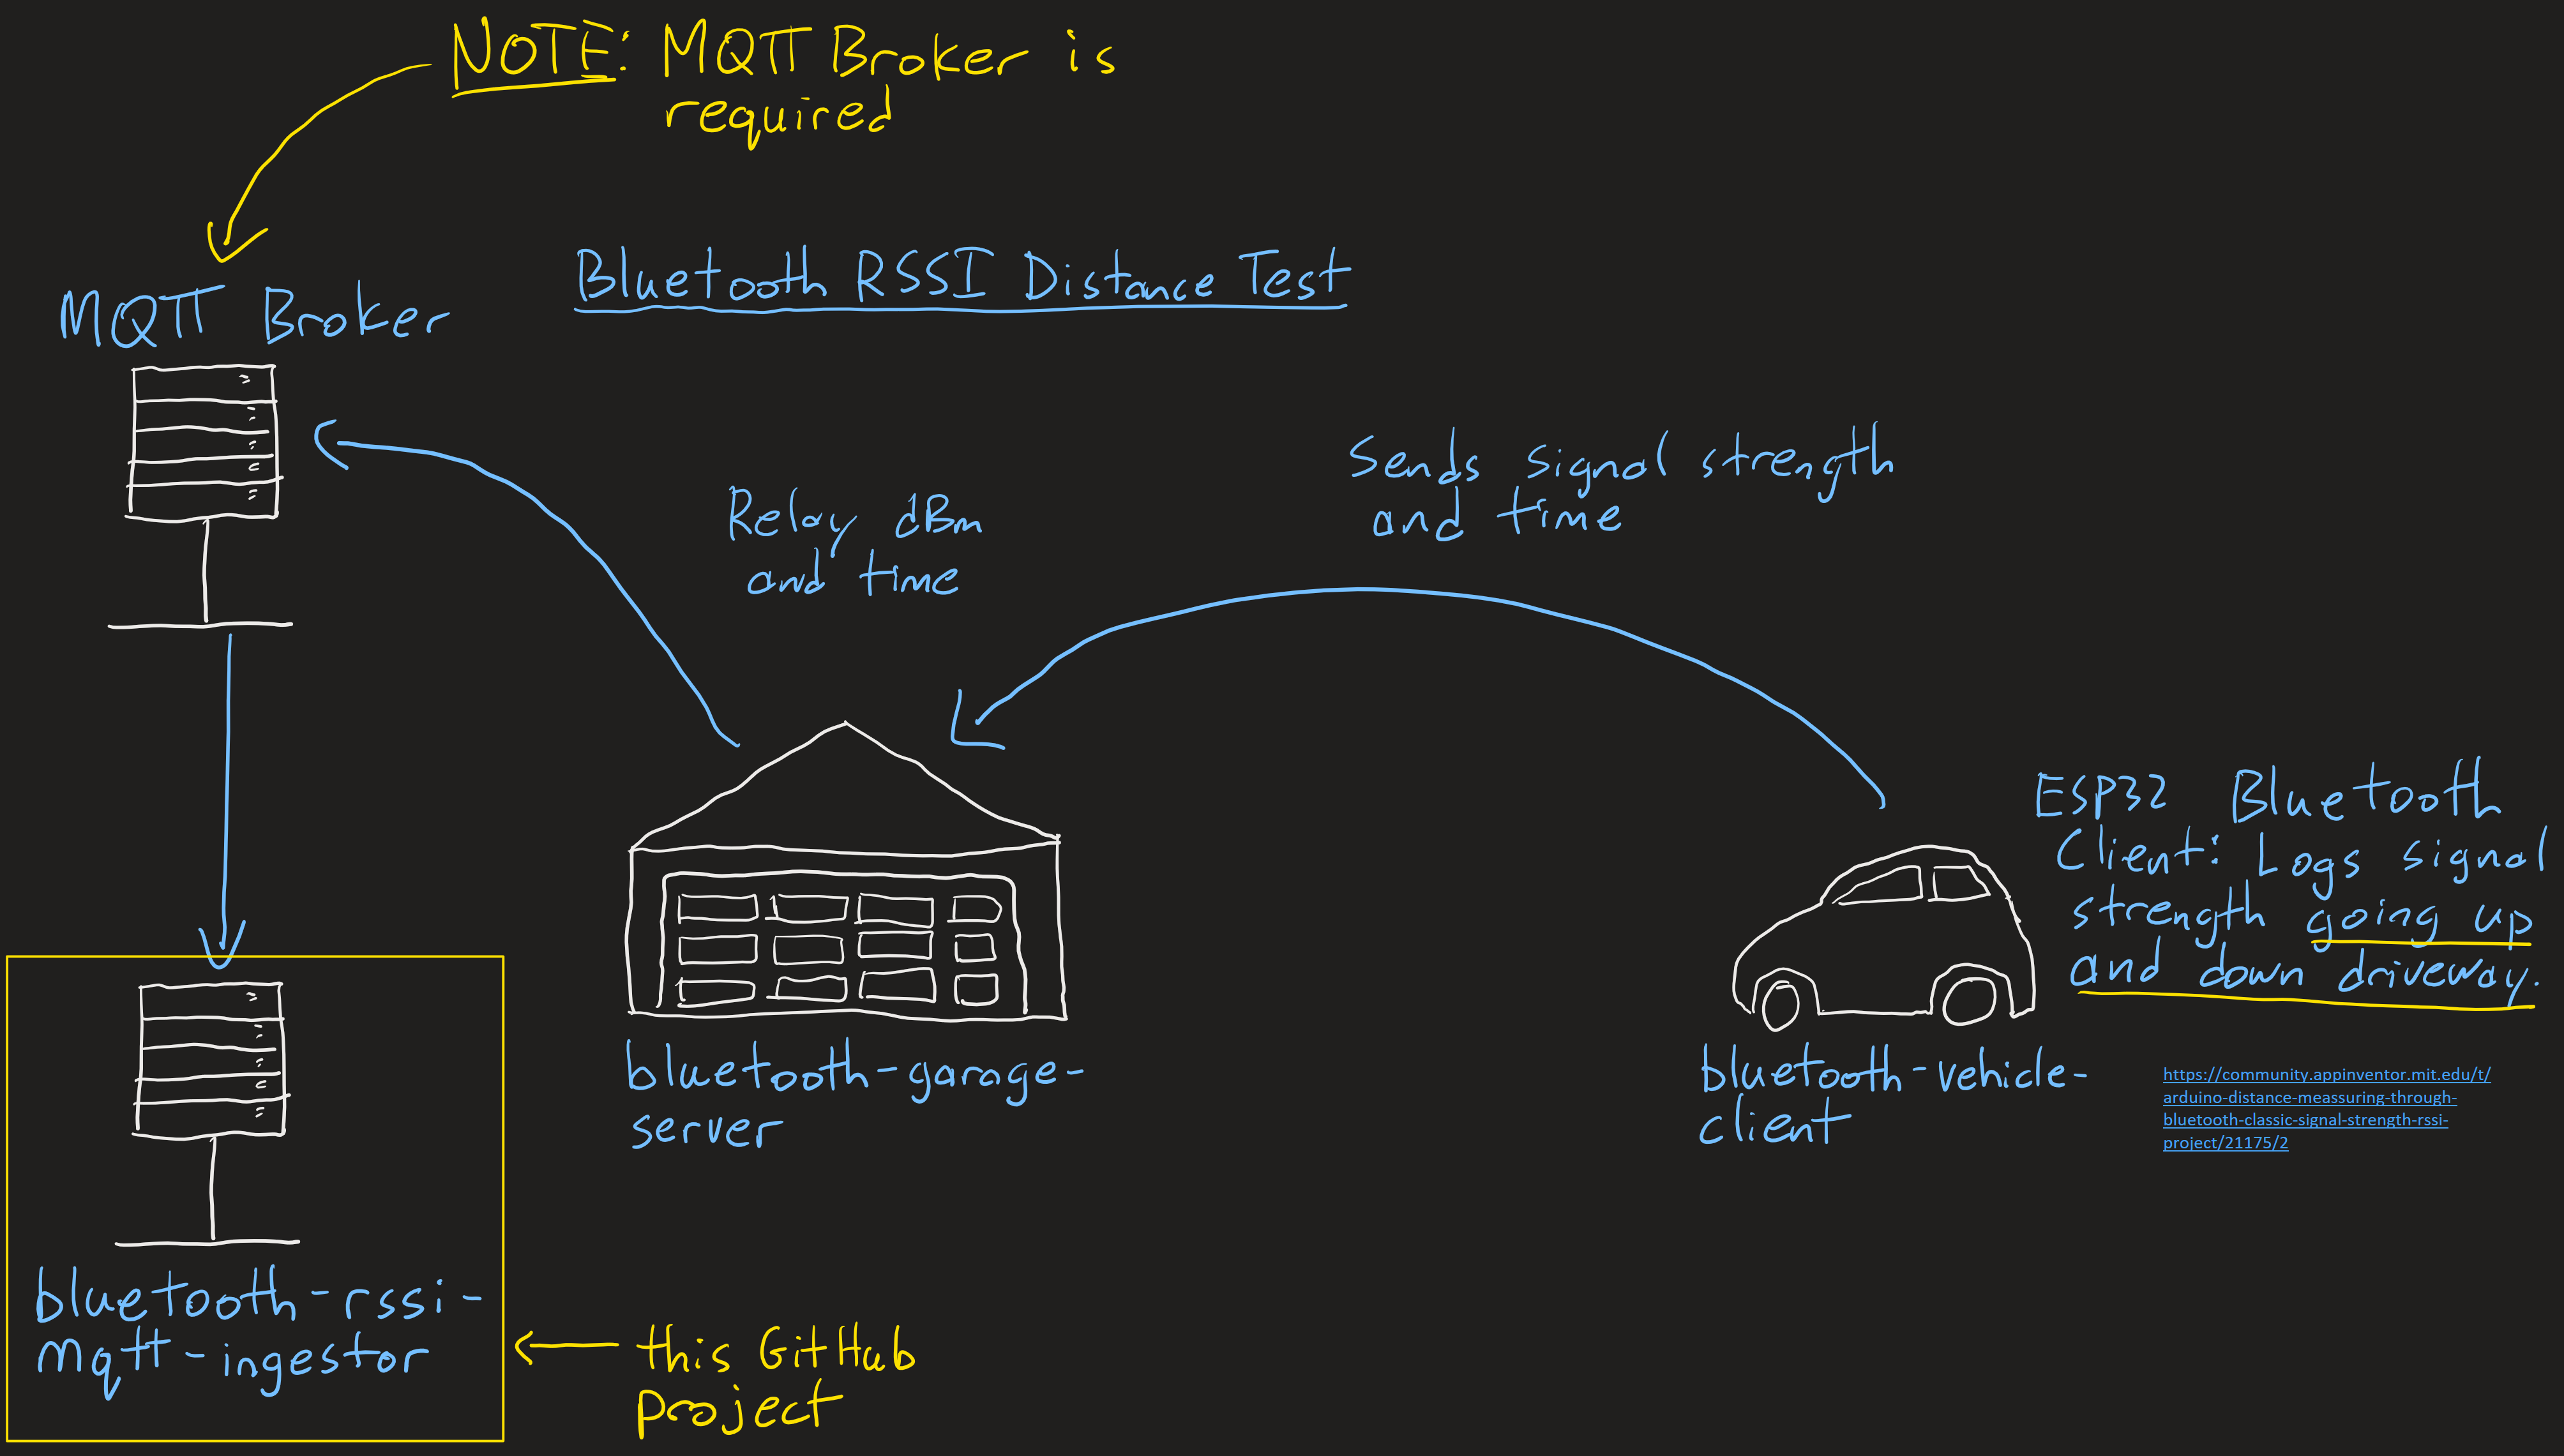 NOTE: MQTT Broker is
required
Bluetooth RSSI Distance Test
MQTT Broker
Sends signal strength
and time
Relay dBm
and time
ESP32 Bluetooth
Client: Logs signal
strength going up
and down driveway.
bluetooth-garage-
server
bluetooth-vehicle-
client
https://community.appinventor.mit.edu/t/
arduino-distance-meassuring-through-
bluetooth-classic-signal-strength-rssi-
project/21175/2
bluetooth-rssi-
mqtt-ingestor
this GitHub
project